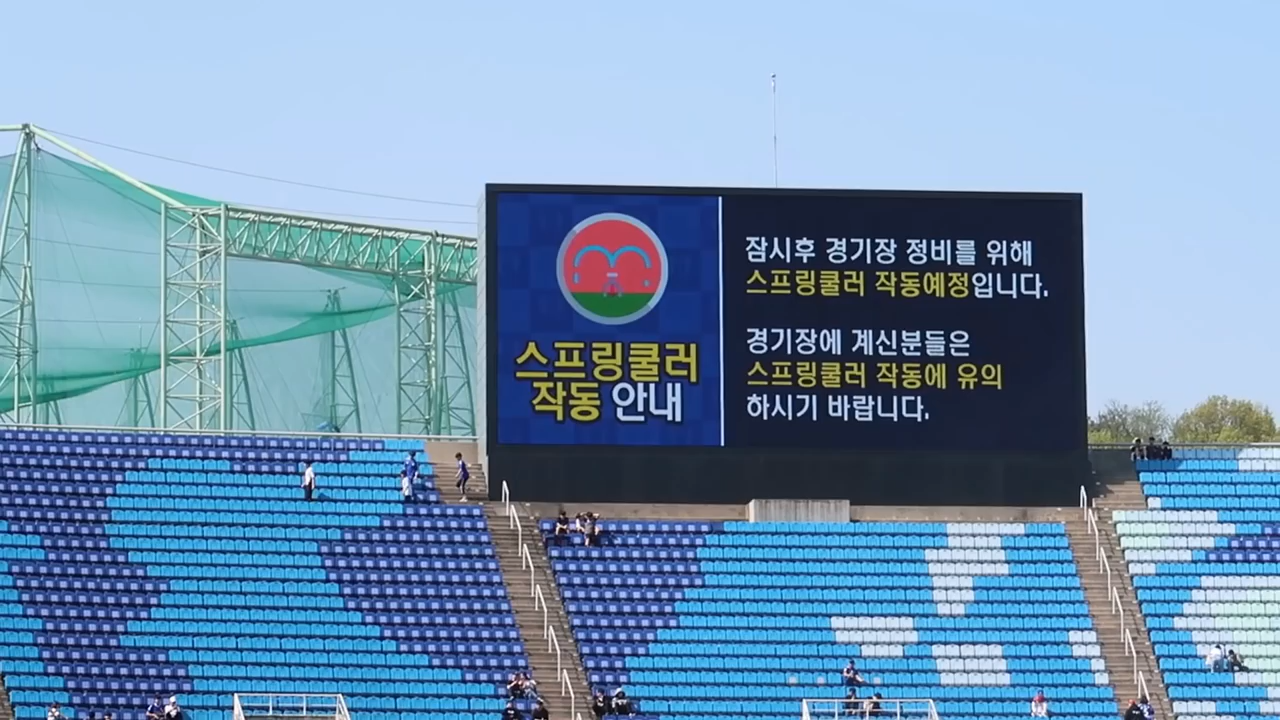 스프링쿨러
작동 안내
잠시후 경기장 정비를 위해
스프링쿨러 작동예정입니다.
경기장에 계신분들은
스프링쿨러 작동에 유의
하시기 바랍니다.